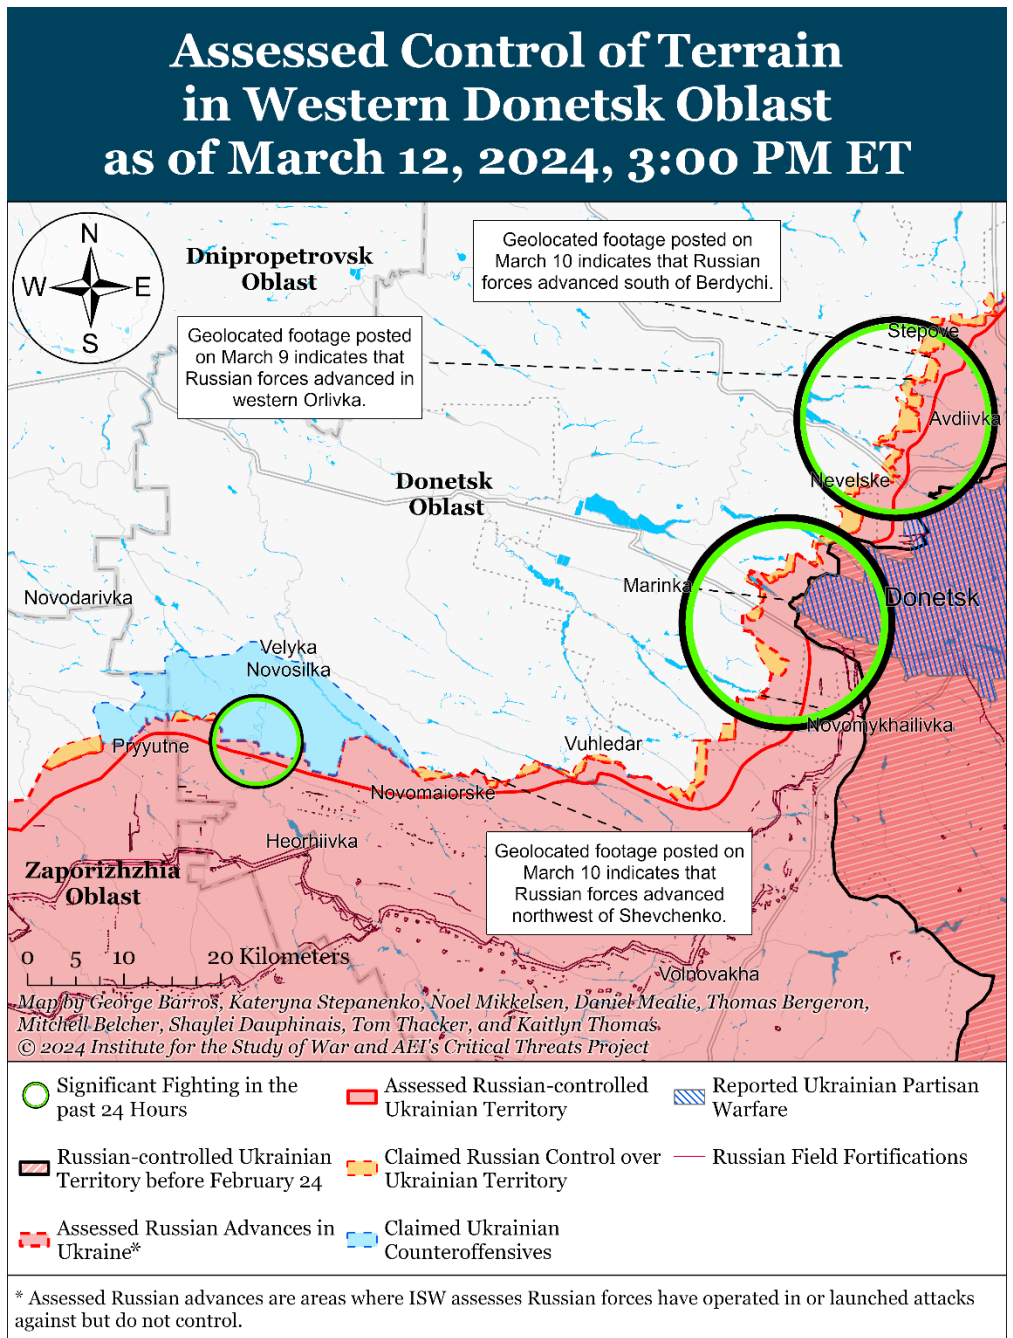 Assessed Control of Terrain
in Western Donetsk Oblast
as of March 12, 2024, 3:00 PM ET
N
W
E
S
Dnipropetrovsk
Oblast
Geolocated footage posted on
March 10 indicates that Russian
forces advanced south of Berdychi.
Geolocated footage posted
on March 9 indicates that
Russian forces advanced in
western Orlivka.
Stepove
Avdiivka
Donetsk
Oblast
Nevelske
Marinka
Donetsk
Novodarivka
Velyka
Novosilka
Novomykhailivka
Pryyutne
Vuhledar
Novomaiorske
Heorhiivka
Geolocated footage posted on
March 10 indicates that
Russian forces advanced
northwest of Shevchenko.
Zaporizhzhia
Oblast
0 5 10 20 Kilometers
Volnovakha
Map by George Barros, Kateryna Stepanenko, Noel Mikkelsen, Daniel Mealie, Thomas Bergeron,
Mitchell Belcher, Shaylei Dauphinais, Tom Thacker, and Kaitlyn Thomas.
© 2024 Institute for the Study of War and AEI's Critical Threats Project
Significant Fighting in the
past 24 Hours
Assessed Russian-controlled
Ukrainian Territory
Reported Ukrainian Partisan
Warfare
Russian-controlled Ukrainian
Territory before February 24
Claimed Russian Control over
Ukrainian Territory
Russian Field Fortifications
Assessed Russian Advances in
Ukraine*
Claimed Ukrainian
Counteroffensives
* Assessed Russian advances are areas where ISW assesses Russian forces have operated in or launched attacks
against but do not control.